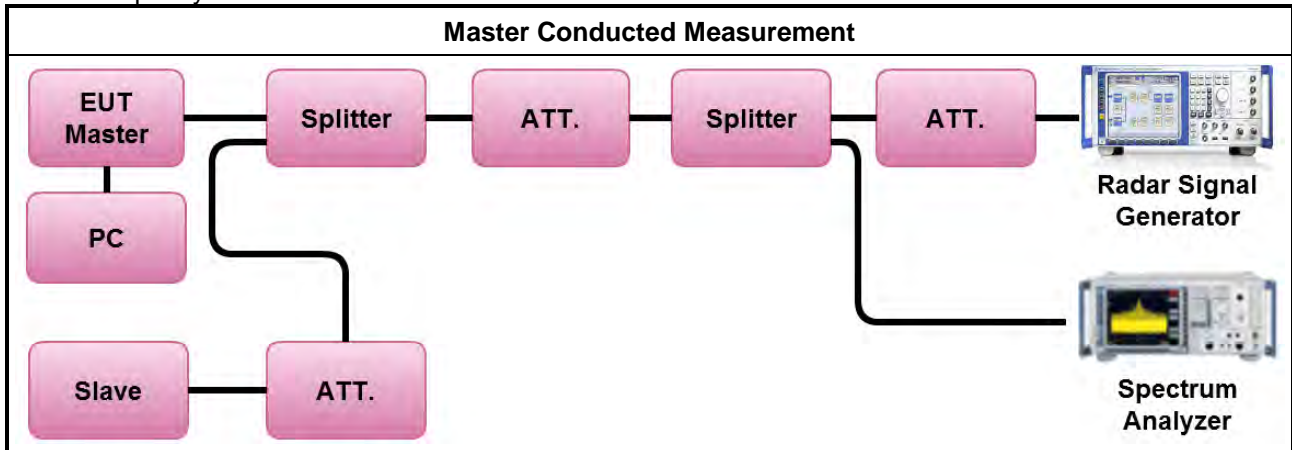 Master Conducted Measurement
EUT
Master
Splitter
ATT.
Splitter
ATT.
Radar Signal
Generator
PC
Slave
ATT.
Spectrum
Analyzer